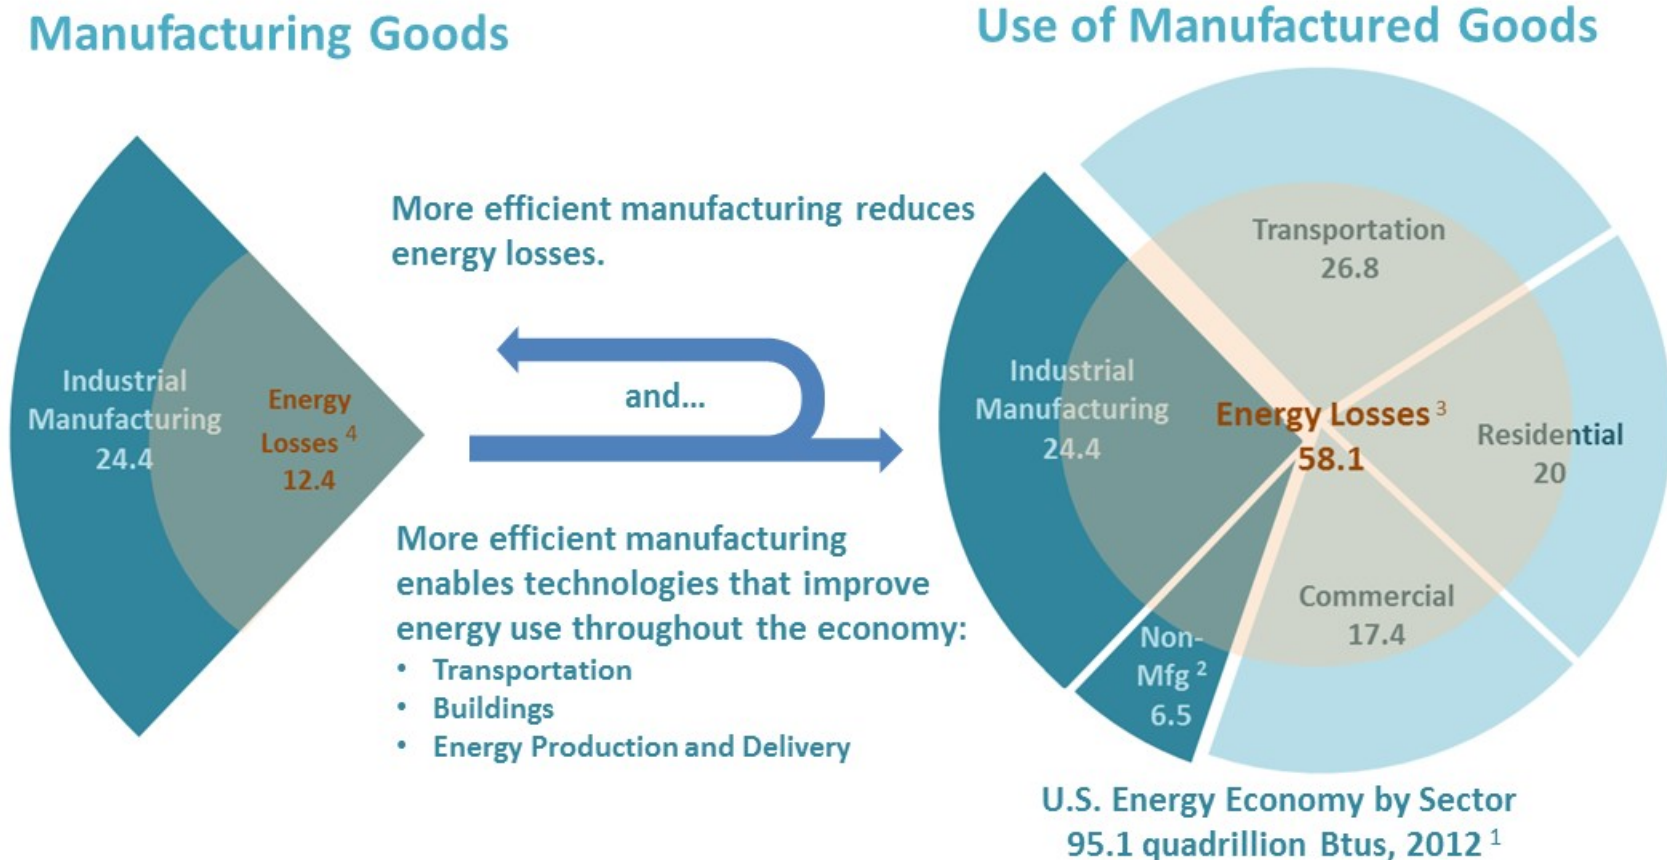 Manufacturing Goods
Use of Manufactured Goods
More efficient manufacturing reduces
energy losses.
and...
More efficient manufacturing
enables technologies that improve
energy use throughout the economy:
• Transportation
• Buildings
• Energy Production and Delivery
Industrial
Manufacturing
24.4
Energy
Losses 4
12.4
Transportation
26.8
Industrial
Manufacturing
24.4
Energy Losses 3
58.1
Residential
20
Commercial
17.4
Non-
Mfg 2
6.5
U.S. Energy Economy by Sector
95.1 quadrillion Btus, 2012 1